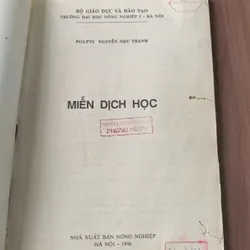 BỘ GIÁO DỤC VÀ ĐÀO TẠO
TRƯỜNG ĐẠI HỌC NÔNG NGHIỆP I - HÀ NỘI
PGS.PTS NGUYỄN NHƯ THANH
MIỄN DỊCH HỌC
NHÀ XUẤT BẢN NÔNG NGHIỆP
HÀ NỘI - 1996